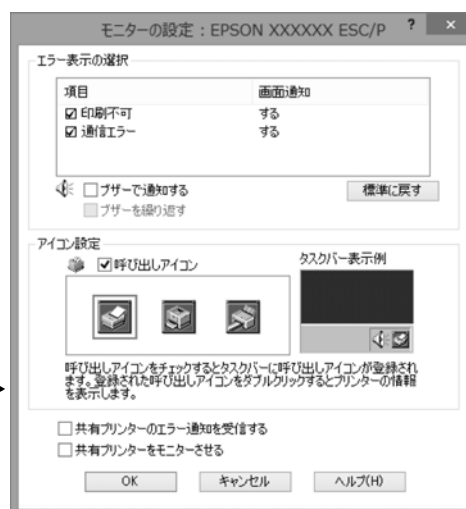 モニターの設定：EPSON XXXXXX ESC/P ? ×
エラー表示の選択
項目 画面通知
印刷不可 する
通信エラー する
ブザーで通知する 標準に戻す
ブザーを繰り返す
アイコン設定
呼び出しアイコン タスクバー表示例
呼び出しアイコンをチェックするとタスクバーに呼び出しアイコンが登録され
ます。登録された呼び出しアイコンをダブルクリックするとプリンターの情報
を表示します。
共有プリンターのエラー通知を受信する
共有プリンターをモニターさせる
OK キャンセル ヘルプ(H)